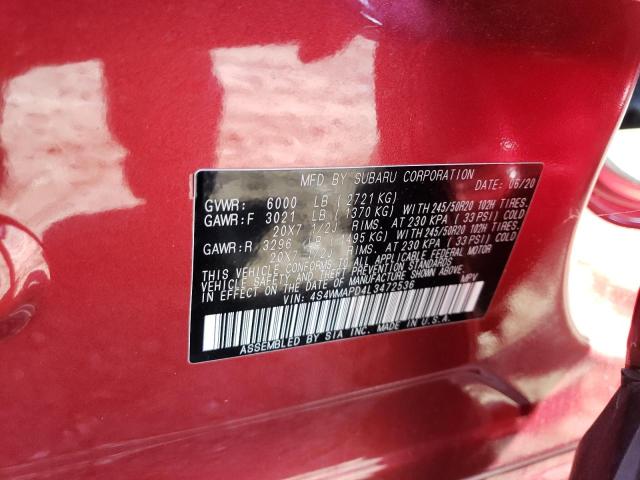 MFD BY SUBARU CORPORATION
DATE: 06/20
GVWR: 6000 LB (2721 KG)
GAWR:F 3021 LB (1370 KG) WITH 245/50R20 102H TIRES.
20X7 1/2J RIMS. AT 230 KPA (33 PSI) COLD
GAWR:R 3296 LB (1495 KG) WITH 245/50R20 102H TIRES.
20X7 1/2J RIMS. AT 230 KPA (33 PSI) COLD
THIS VEHICLE CONFORMS TO ALL APPLICABLE FEDERAL MOTOR
VEHICLE SAFETY AND THEFT PREVENTION STANDARDS IN EFFECT
ON THE DATE OF MANUFACTURE SHOWN ABOVE.
VIN: 4S4WMAPD4L3472536 MPV
ASSEMBLED BY SIA INC. MADE IN U.S.A.